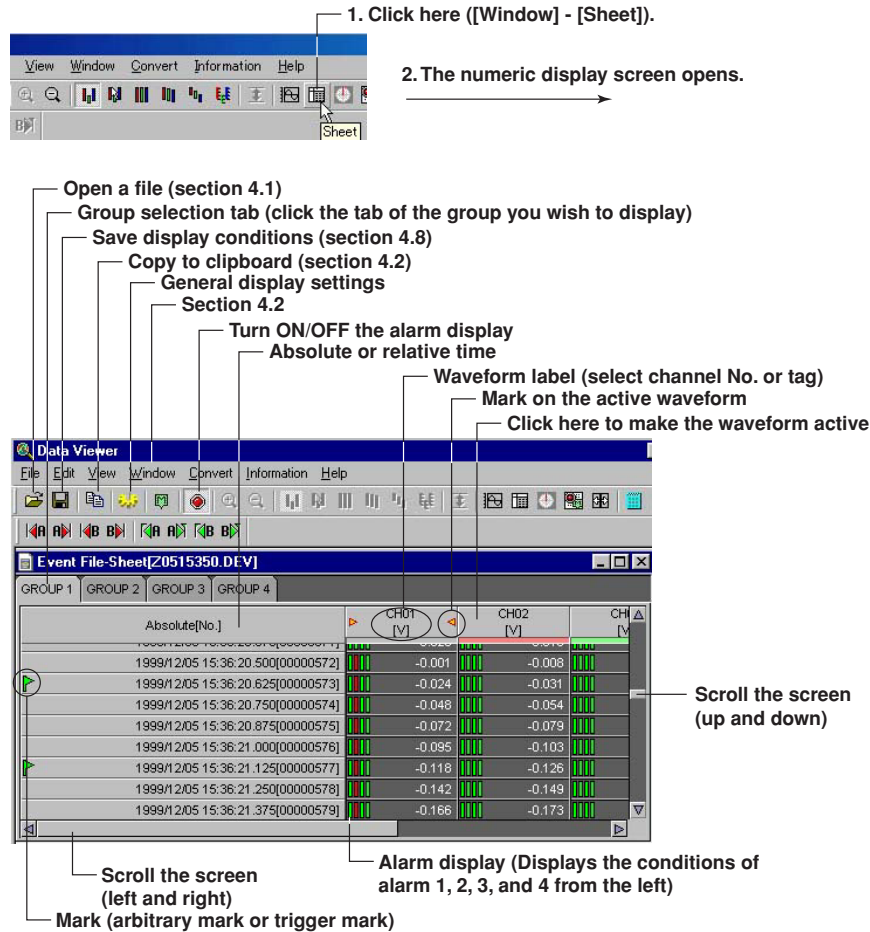 1. Click here ([Window] - [Sheet]).
View Window Convert Information Help
2. The numeric display screen opens.
Sheet
Open a file (section 4.1)
Group selection tab (click the tab of the group you wish to display)
Save display conditions (section 4.8)
Copy to clipboard (section 4.2)
General display settings
Section 4.2
Turn ON/OFF the alarm display
Absolute or relative time
Waveform label (select channel No. or tag)
Mark on the active waveform
Click here to make the waveform active
Data Viewer
File Edit View Window Convert Information Help
A A B B A A B B
Event File-Sheet[Z0515350.DEV]
GROUP 1 GROUP 2 GROUP 3 GROUP 4
Absolute[No.] CH01 [V] CH02 [V]
1999/12/05 15:36:20.500[00000572] -0.001 -0.008
1999/12/05 15:36:20.625[00000573] -0.024 -0.031
1999/12/05 15:36:20.750[00000574] -0.048 -0.054
1999/12/05 15:36:20.875[00000575] -0.072 -0.079
1999/12/05 15:36:21.000[00000576] -0.095 -0.103
1999/12/05 15:36:21.125[00000577] -0.118 -0.126
1999/12/05 15:36:21.250[00000578] -0.142 -0.149
1999/12/05 15:36:21.375[00000579] -0.166 -0.173
Scroll the screen
(up and down)
Alarm display (Displays the conditions of
alarm 1, 2, 3, and 4 from the left)
Scroll the screen
(left and right)
Mark (arbitrary mark or trigger mark)